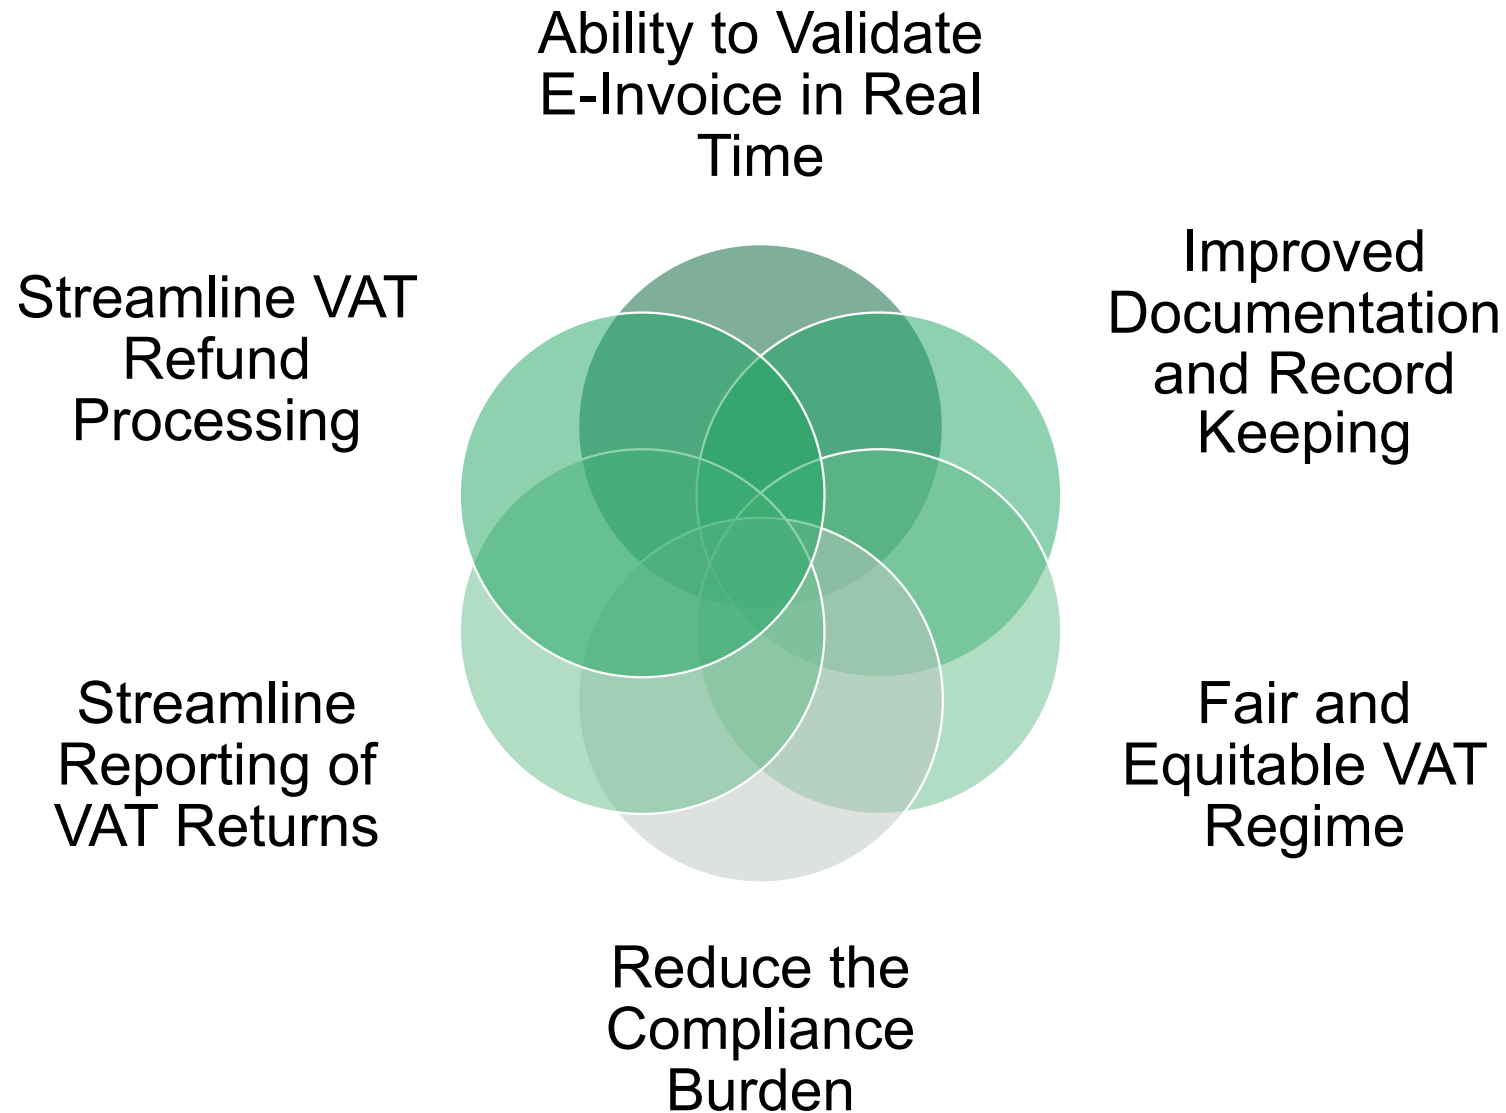 Ability to Validate
E-Invoice in Real
Time
Improved
Documentation
and Record
Keeping
Fair and
Equitable VAT
Regime
Reduce the
Compliance
Burden
Streamline
Reporting of
VAT Returns
Streamline VAT
Refund
Processing